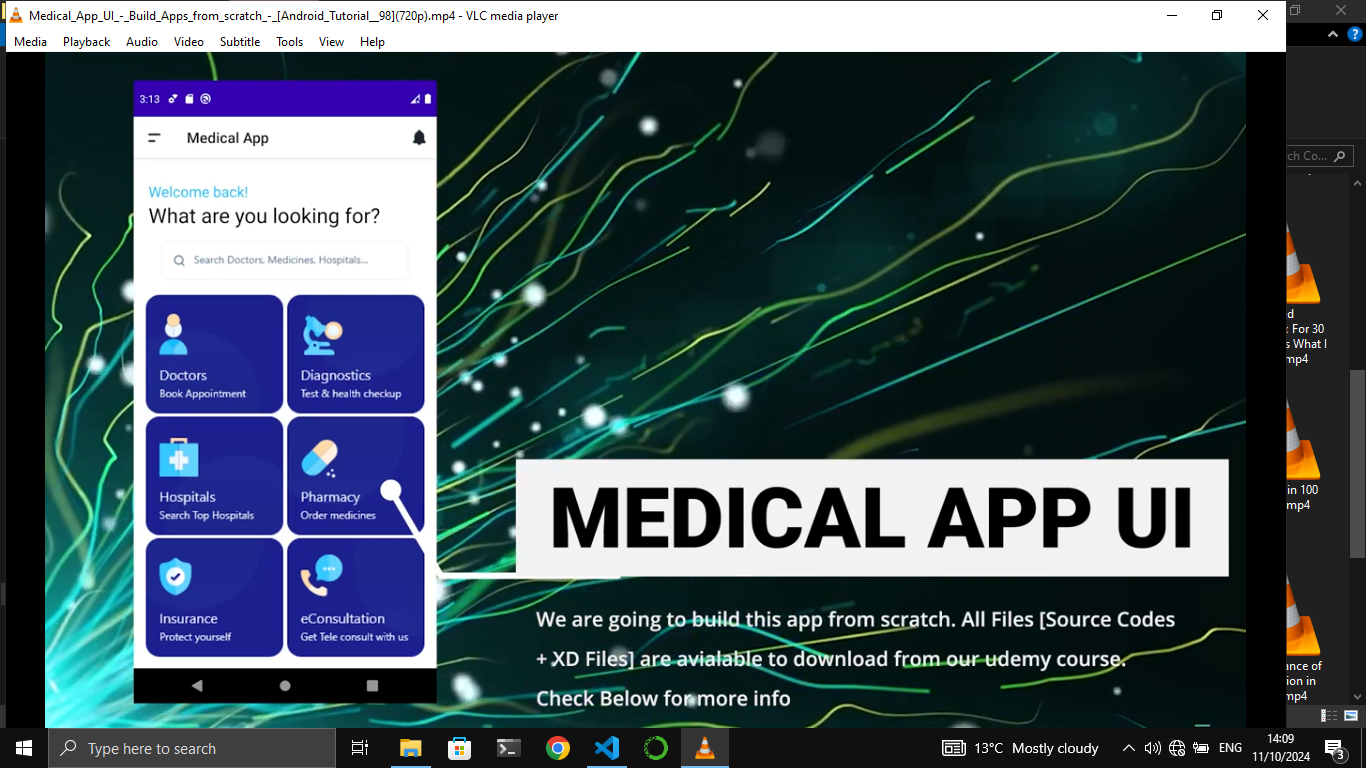 Medical_App_UI_-_Build_Apps_from_scratch_-_[Android_Tutorial__98](720p).mp4 - VLC media player
Media Playback Audio Video Subtitle Tools View Help
3:13
Medical App
Welcome back!
What are you looking for?
Search Doctors, Medicines, Hospitals...
Doctors
Book Appointment
Diagnostics
Test & health checkup
Hospitals
Search Top Hospitals
Pharmacy
Order medicines
Insurance
Protect yourself
eConsultation
Get Tele consult with us
MEDICAL APP UI
We are going to build this app from scratch. All Files [Source Codes
+ XD Files] are avialable to download from our udemy course.
Check Below for more info
ch Co...
ed
: For 30
s What I
mp4
in 100
mp4
ance of
ion in
mp4
Type here to search
13°C Mostly cloudy
ENG
14:09
11/10/2024
3